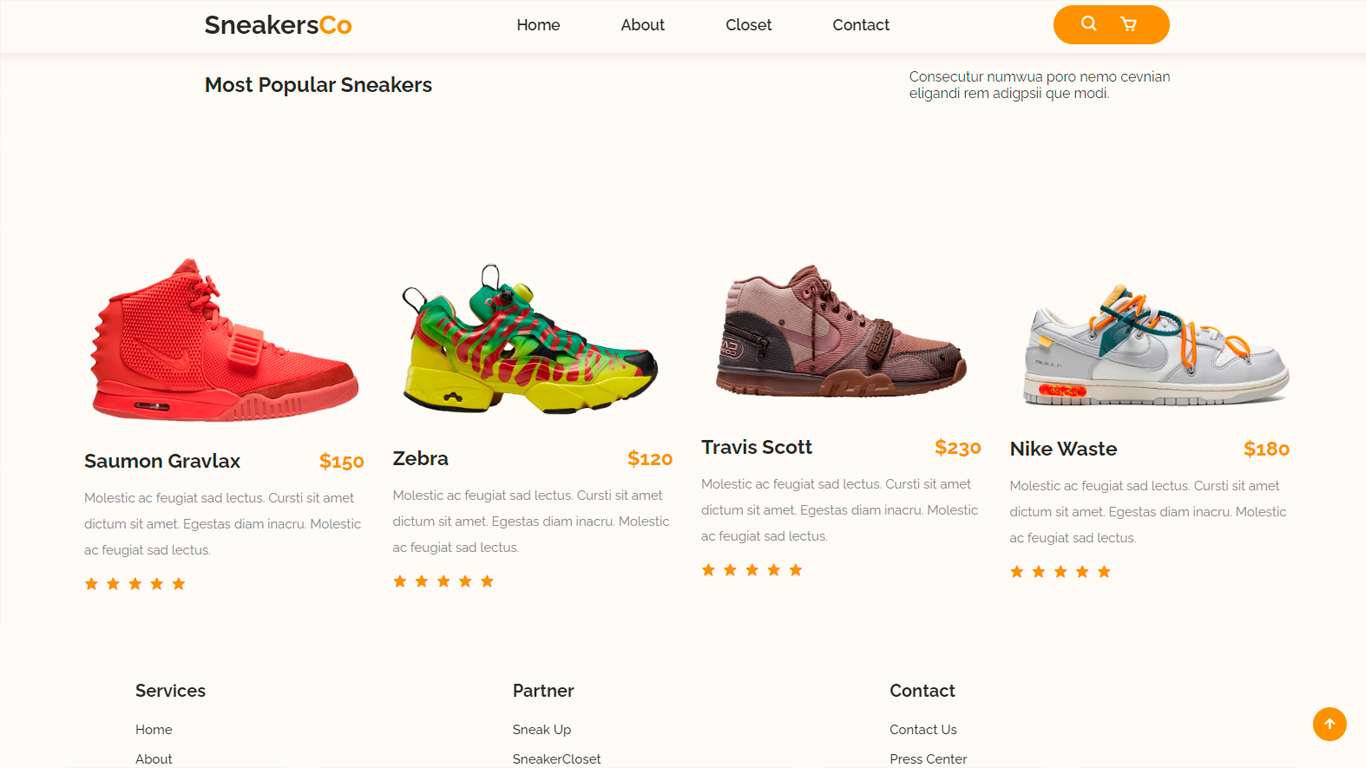 SneakersCo
Home
About
Closet
Contact
Most Popular Sneakers
Consecutur numwua poro nemo cevnian
eligandi rem adigpsii que modi.
Saumon Gravlax
$150
Molestic ac feugiat sad lectus. Cursti sit amet
dictum sit amet. Egestas diam inacru. Molestic
ac feugiat sad lectus.
Zebra
$120
Molestic ac feugiat sad lectus. Cursti sit amet
dictum sit amet. Egestas diam inacru. Molestic
ac feugiat sad lectus.
Travis Scott
$230
Molestic ac feugiat sad lectus. Cursti sit amet
dictum sit amet. Egestas diam inacru. Molestic
ac feugiat sad lectus.
Nike Waste
$180
Molestic ac feugiat sad lectus. Cursti sit amet
dictum sit amet. Egestas diam inacru. Molestic
ac feugiat sad lectus.
Services
Home
About
Partner
Sneak Up
SneakerCloset
Contact
Contact Us
Press Center